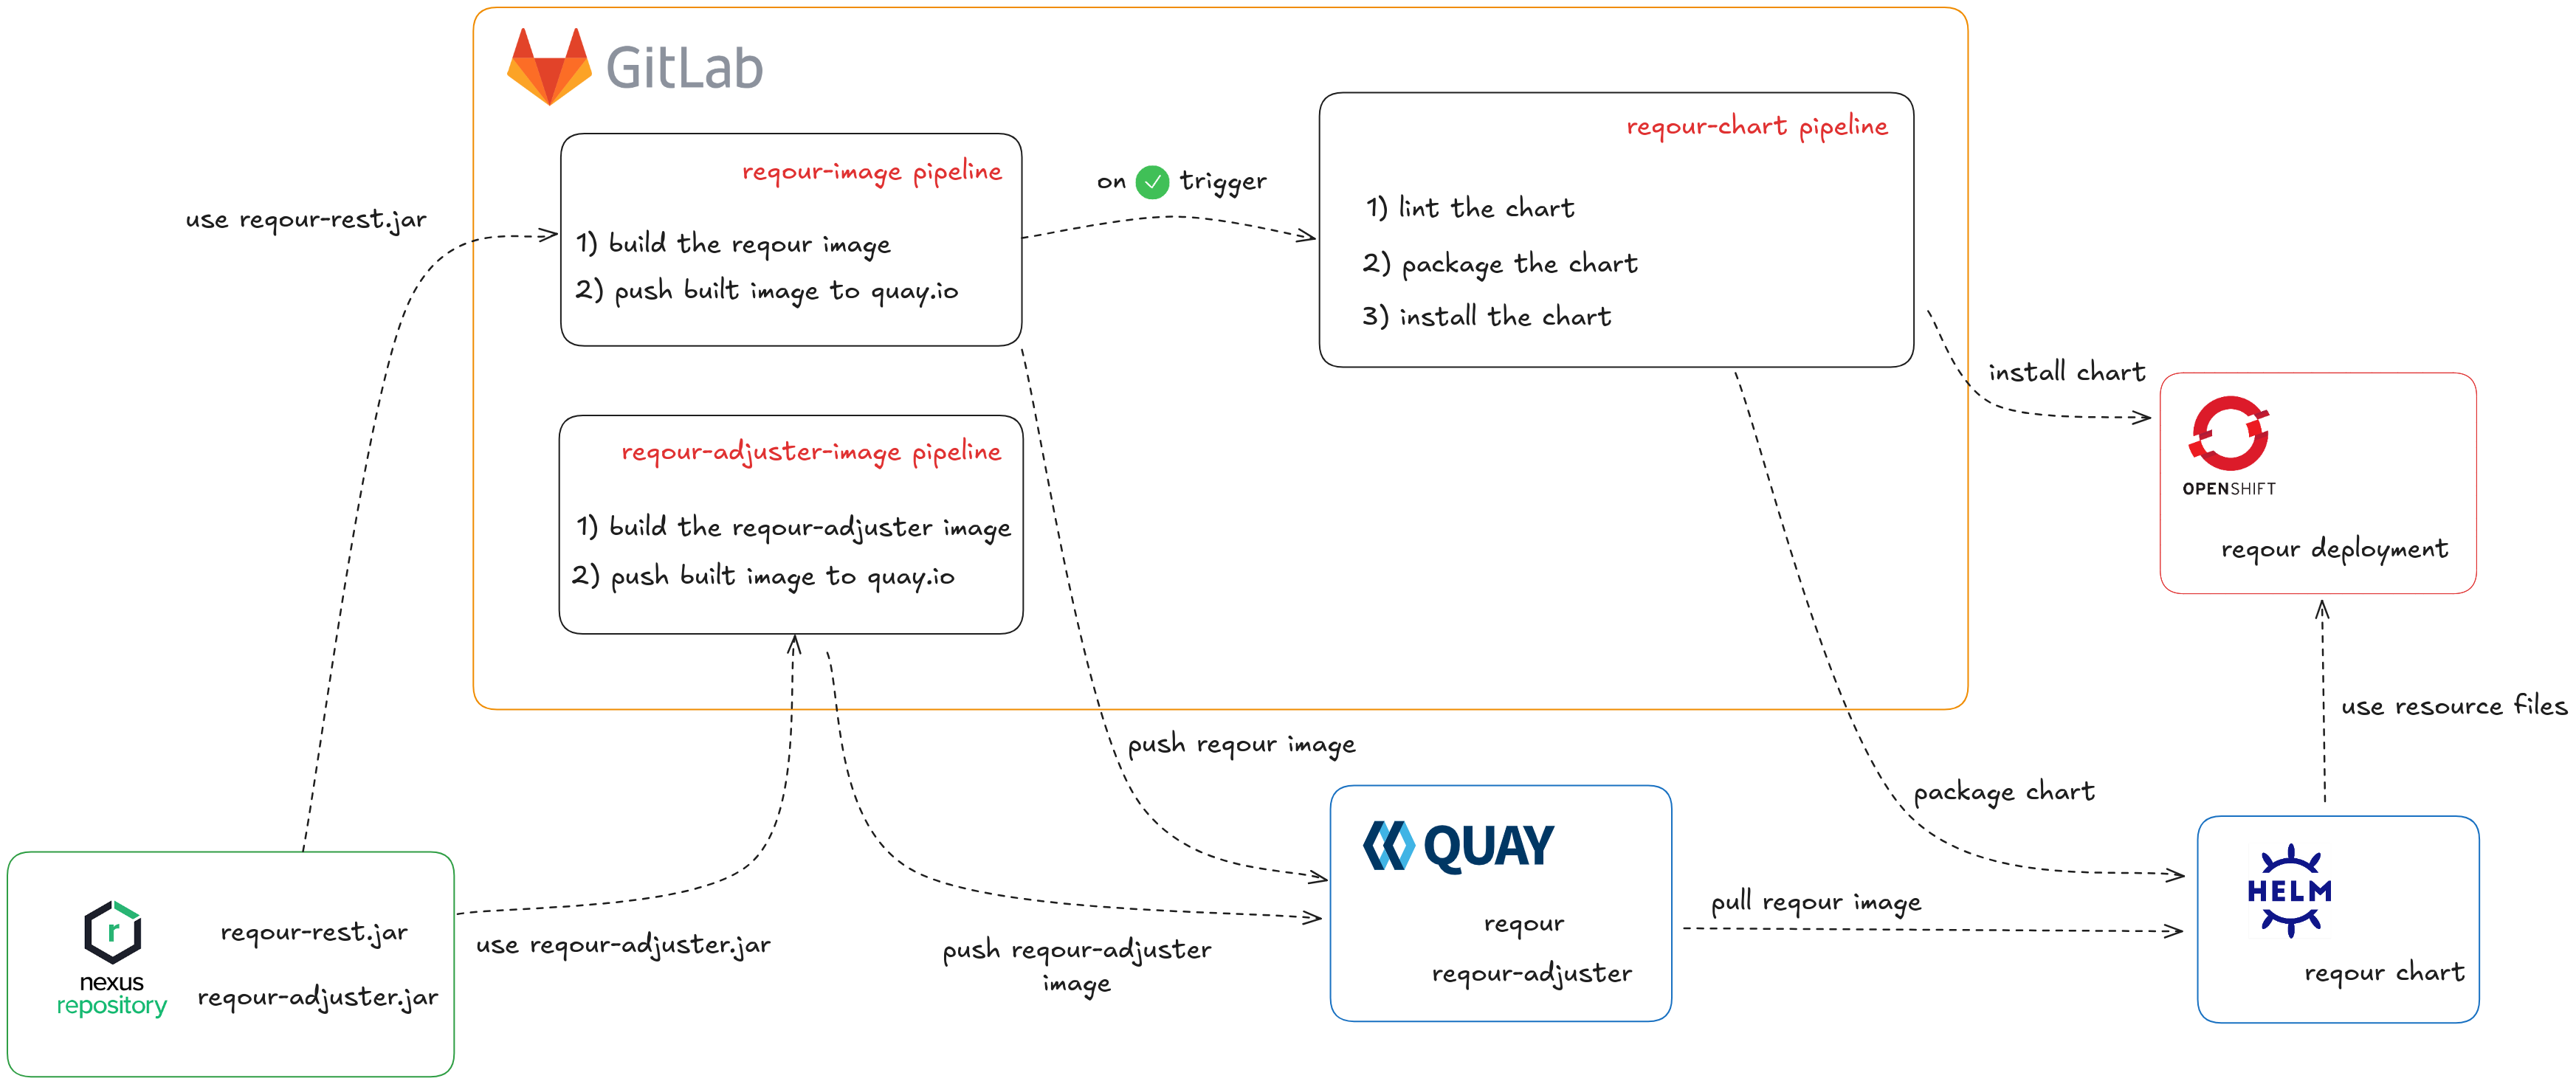 GitLab
reqour-image pipeline
1) build the reqour image
2) push built image to quay.io
on trigger
reqour-chart pipeline
1) lint the chart
2) package the chart
3) install the chart
use reqour-rest.jar
reqour-adjuster-image pipeline
1) build the reqour-adjuster image
2) push built image to quay.io
install chart
OPENSHIFT
reqour deployment
use resource files
push reqour image
package chart
nexus
repository
reqour-rest.jar
reqour-adjuster.jar
use reqour-adjuster.jar
push reqour-adjuster
image
QUAY
reqour
reqour-adjuster
pull reqour image
HELM
reqour chart